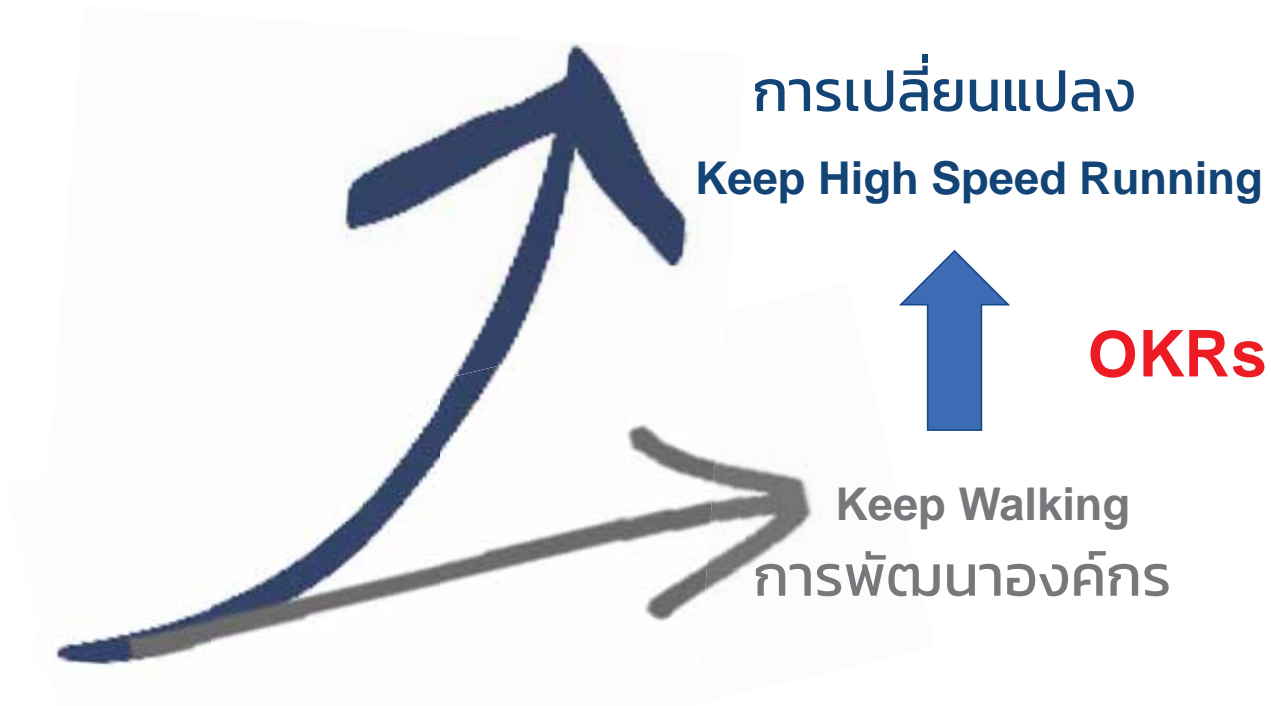 การเปลี่ยนแปลง
Keep High Speed Running
OKRs
Keep Walking
การพัฒนาองค์กร